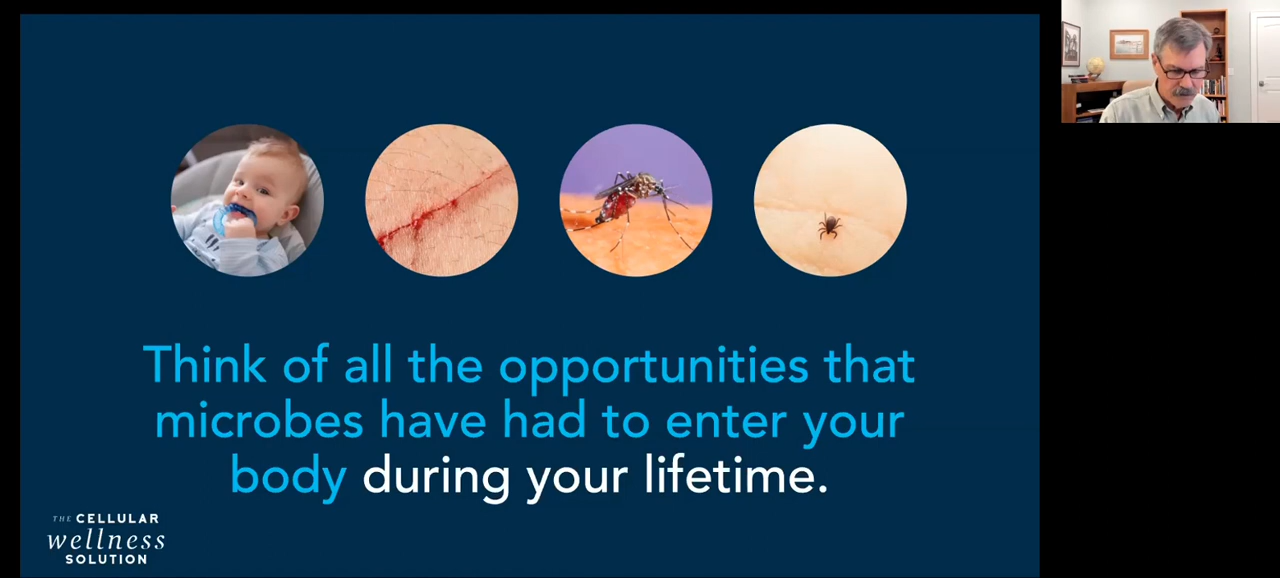 Think of all the opportunities that
microbes have had to enter your
body during your lifetime.
THE CELLULAR
wellness
SOLUTION